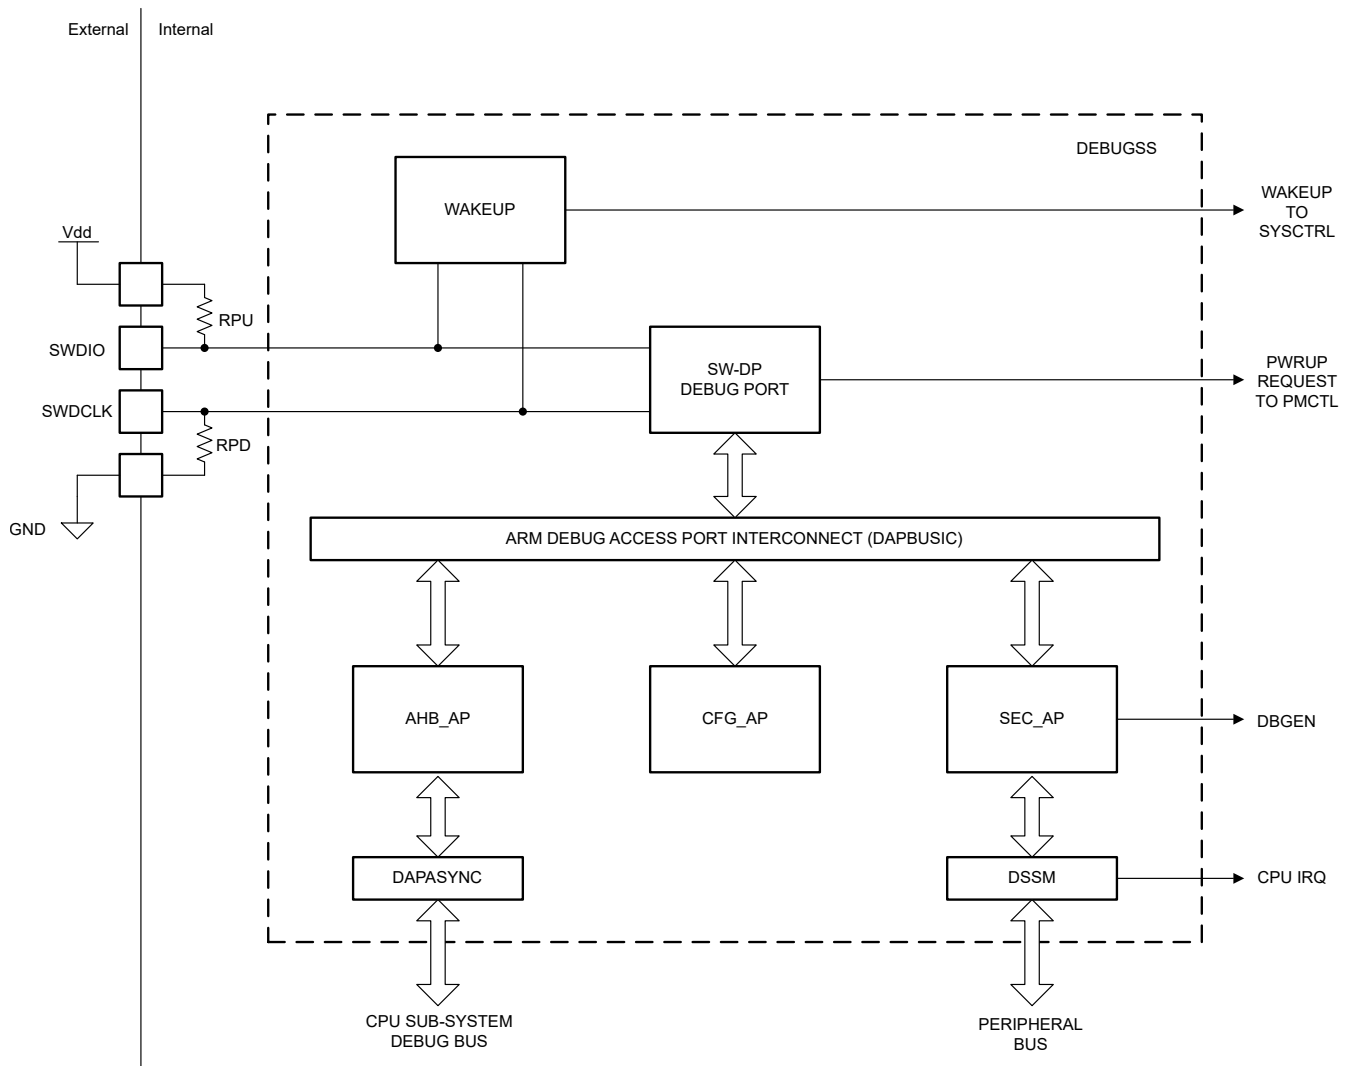 External
Internal
DEBUGSS
WAKEUP
WAKEUP
TO
SYSCTRL
Vdd
RPU
SWDIO
SW-DP
DEBUG PORT
PWRUP
REQUEST
TO PMCTL
SWDCLK
RPD
GND
ARM DEBUG ACCESS PORT INTERCONNECT (DAPBUSIC)
AHB_AP
CFG_AP
SEC_AP
DBGEN
DAPASYNC
DSSM
CPU IRQ
CPU SUB-SYSTEM
DEBUG BUS
PERIPHERAL
BUS